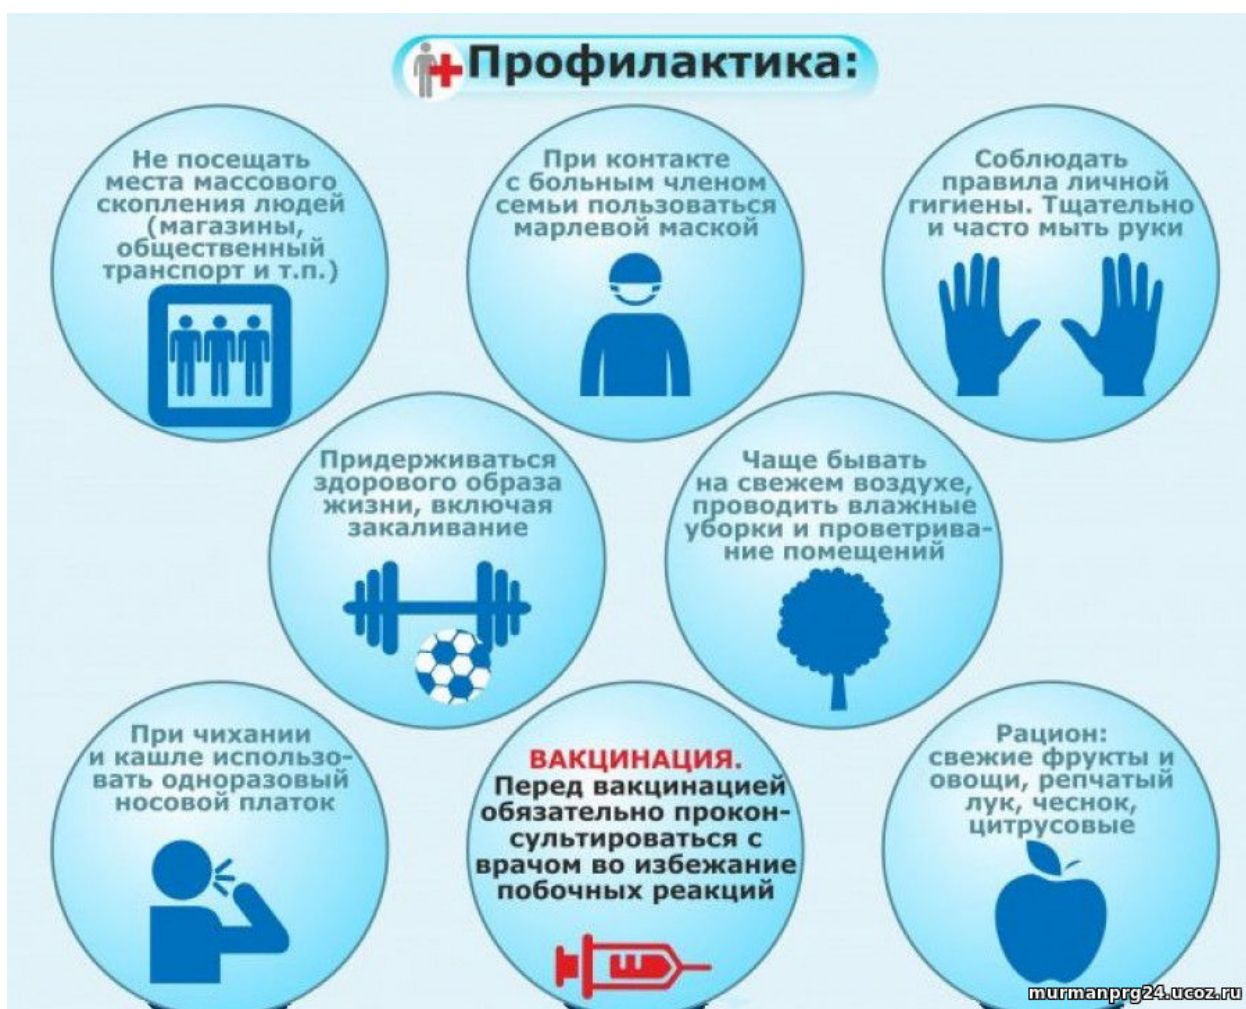 Профилактика:
Не посещать
места массового
скопления людей
(магазины,
общественный
транспорт и т.п.)
При контакте
с больным членом
семьи пользоваться
марлевой маской
Соблюдать
правила личной
гигиены. Тщательно
и часто мыть руки
Придерживаться
здорового образа
жизни, включая
закаливание
Чаще бывать
на свежем воздухе,
проводить влажные
уборки и проветрива-
ние помещений
При чихании
и кашле использо-
вать одноразовый
носовой платок
ВАКЦИНАЦИЯ.
Перед вакцинацией
обязательно прокон-
сультироваться с
врачом во избежание
побочных реакций
Рацион:
свежие фрукты и
овощи, репчатый
лук, чеснок,
цитрусовые
murmanprg24.ucoz.ru